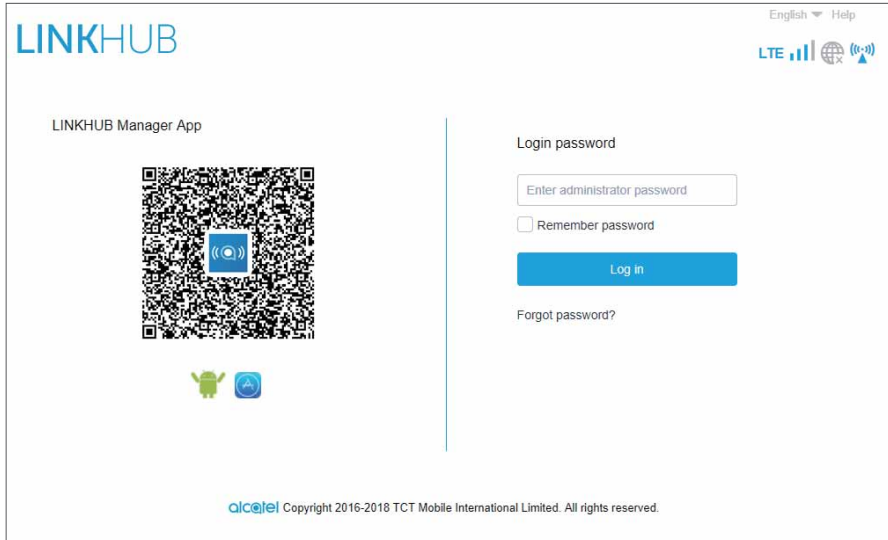 English Help
LINKHUB
LTE
LINKHUB Manager App
Login password
Enter administrator password
Remember password
Log in
Forgot password?
alcatel Copyright 2016-2018 TCT Mobile International Limited. All rights reserved.